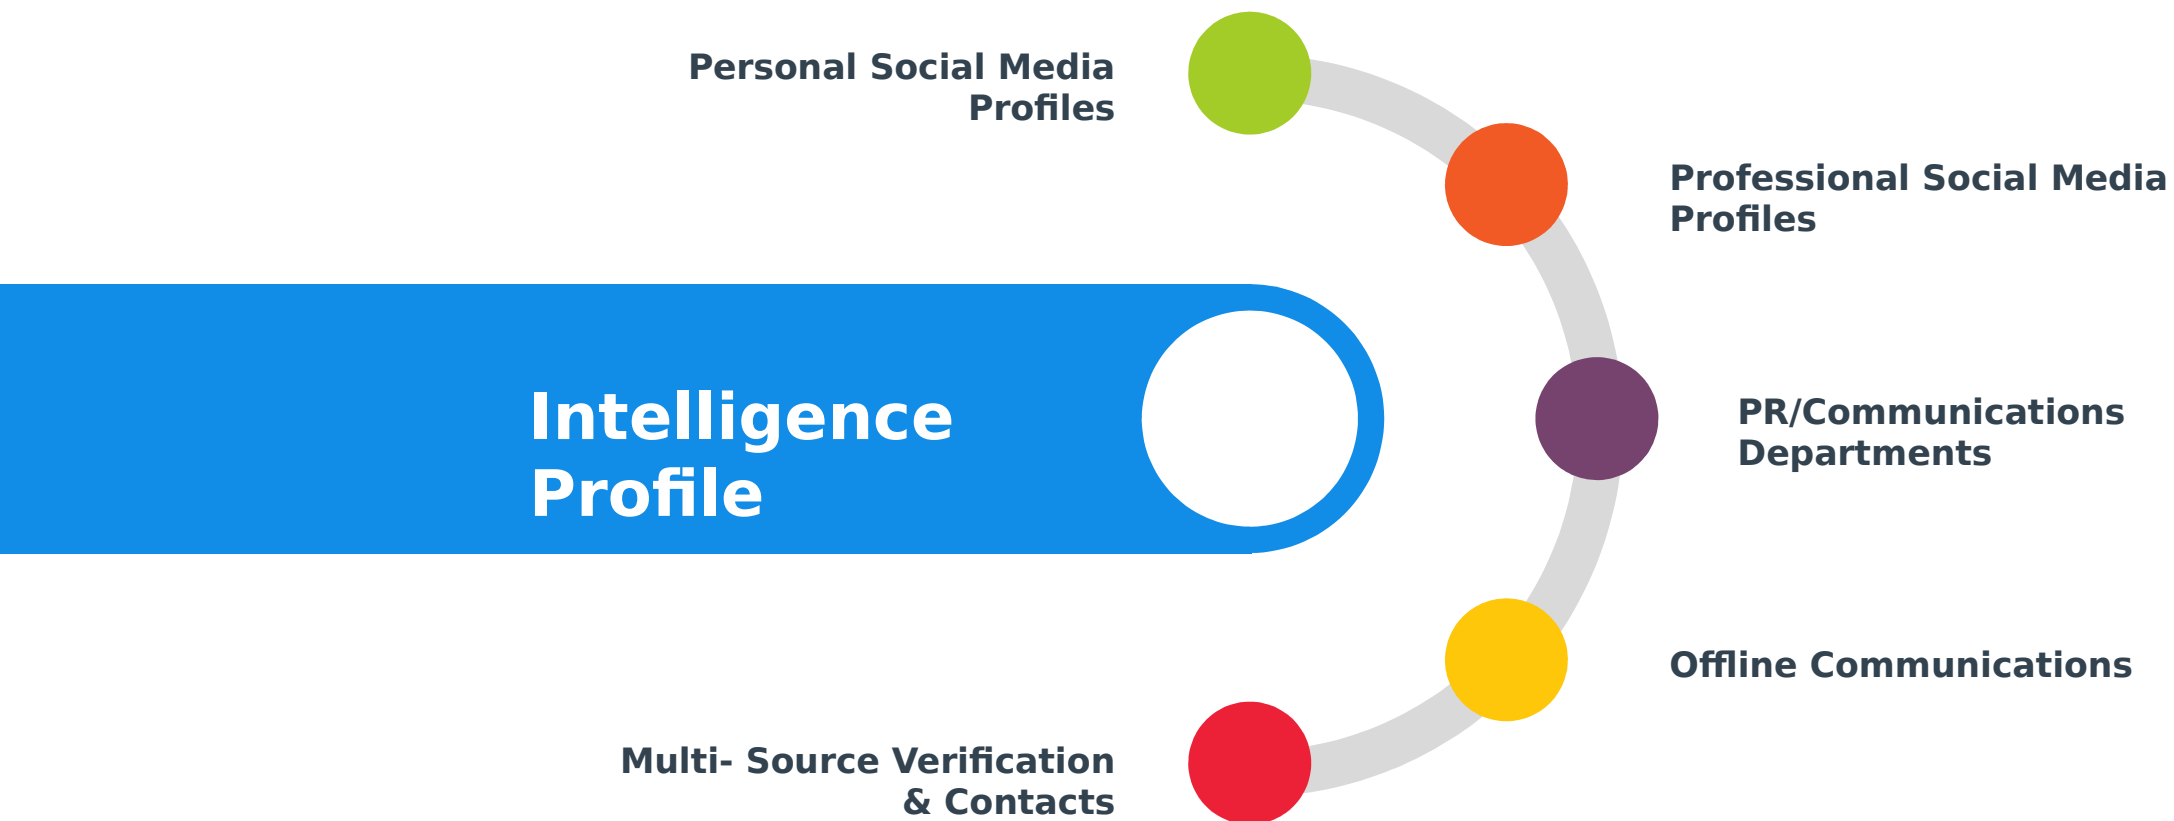 Personal Social Media
Profiles
Professional Social Media
Profiles
Intelligence
Profile
PR/Communications
Departments
Offline Communications
Multi- Source Verification
& Contacts